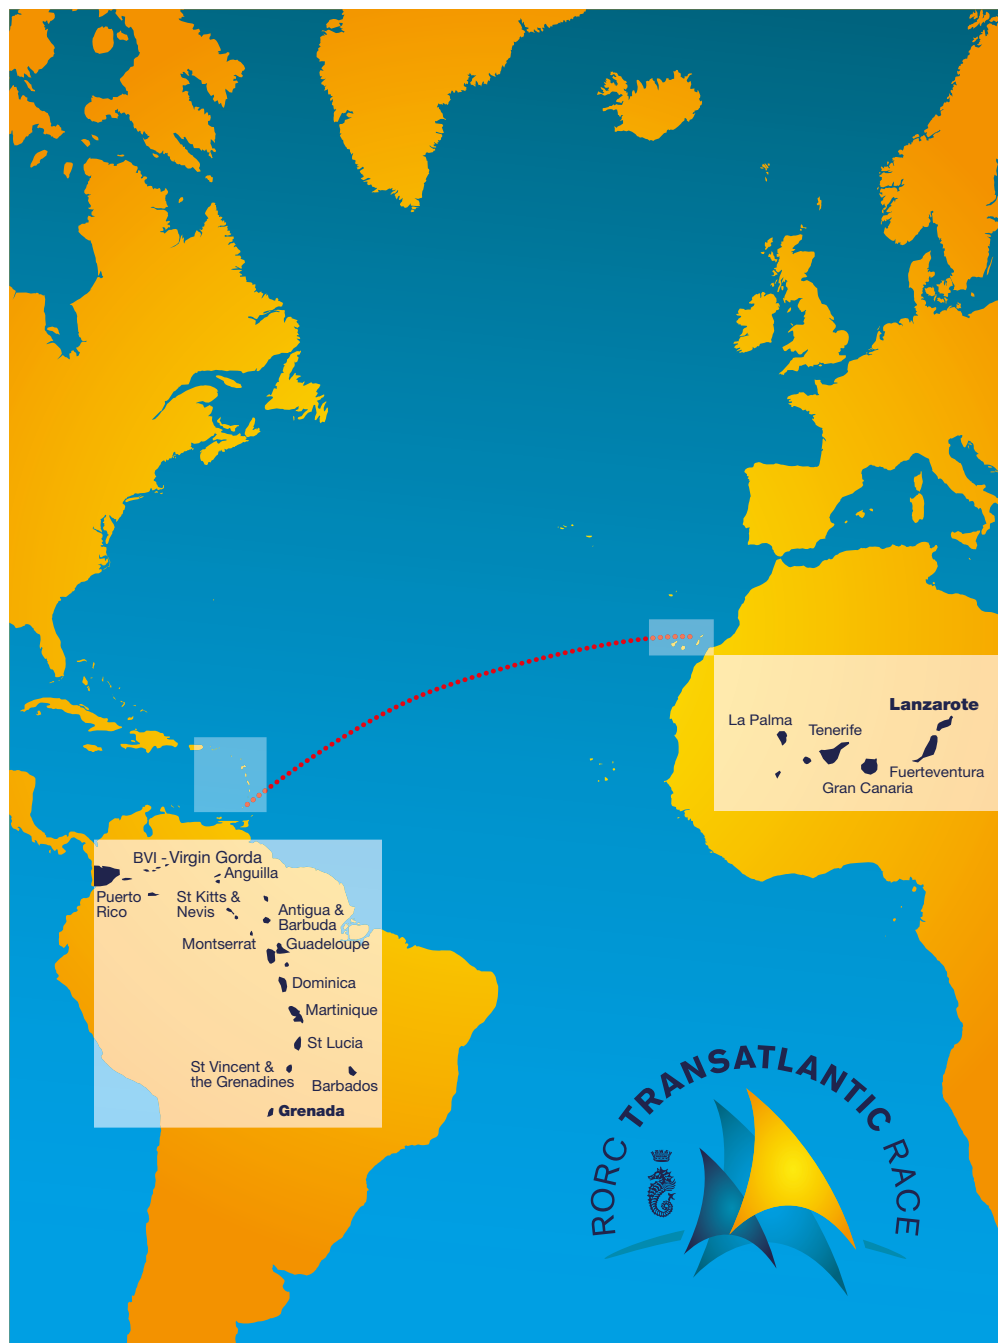 Lanzarote
La Palma
Tenerife
Fuerteventura
Gran Canaria
BVI - Virgin Gorda
Anguilla
Puerto
Rico
St Kitts &
Nevis
Antigua &
Barbuda
Montserrat
Guadeloupe
Dominica
Martinique
St Lucia
St Vincent &
the Grenadines
Barbados
Grenada
RORC TRANSATLANTIC RACE